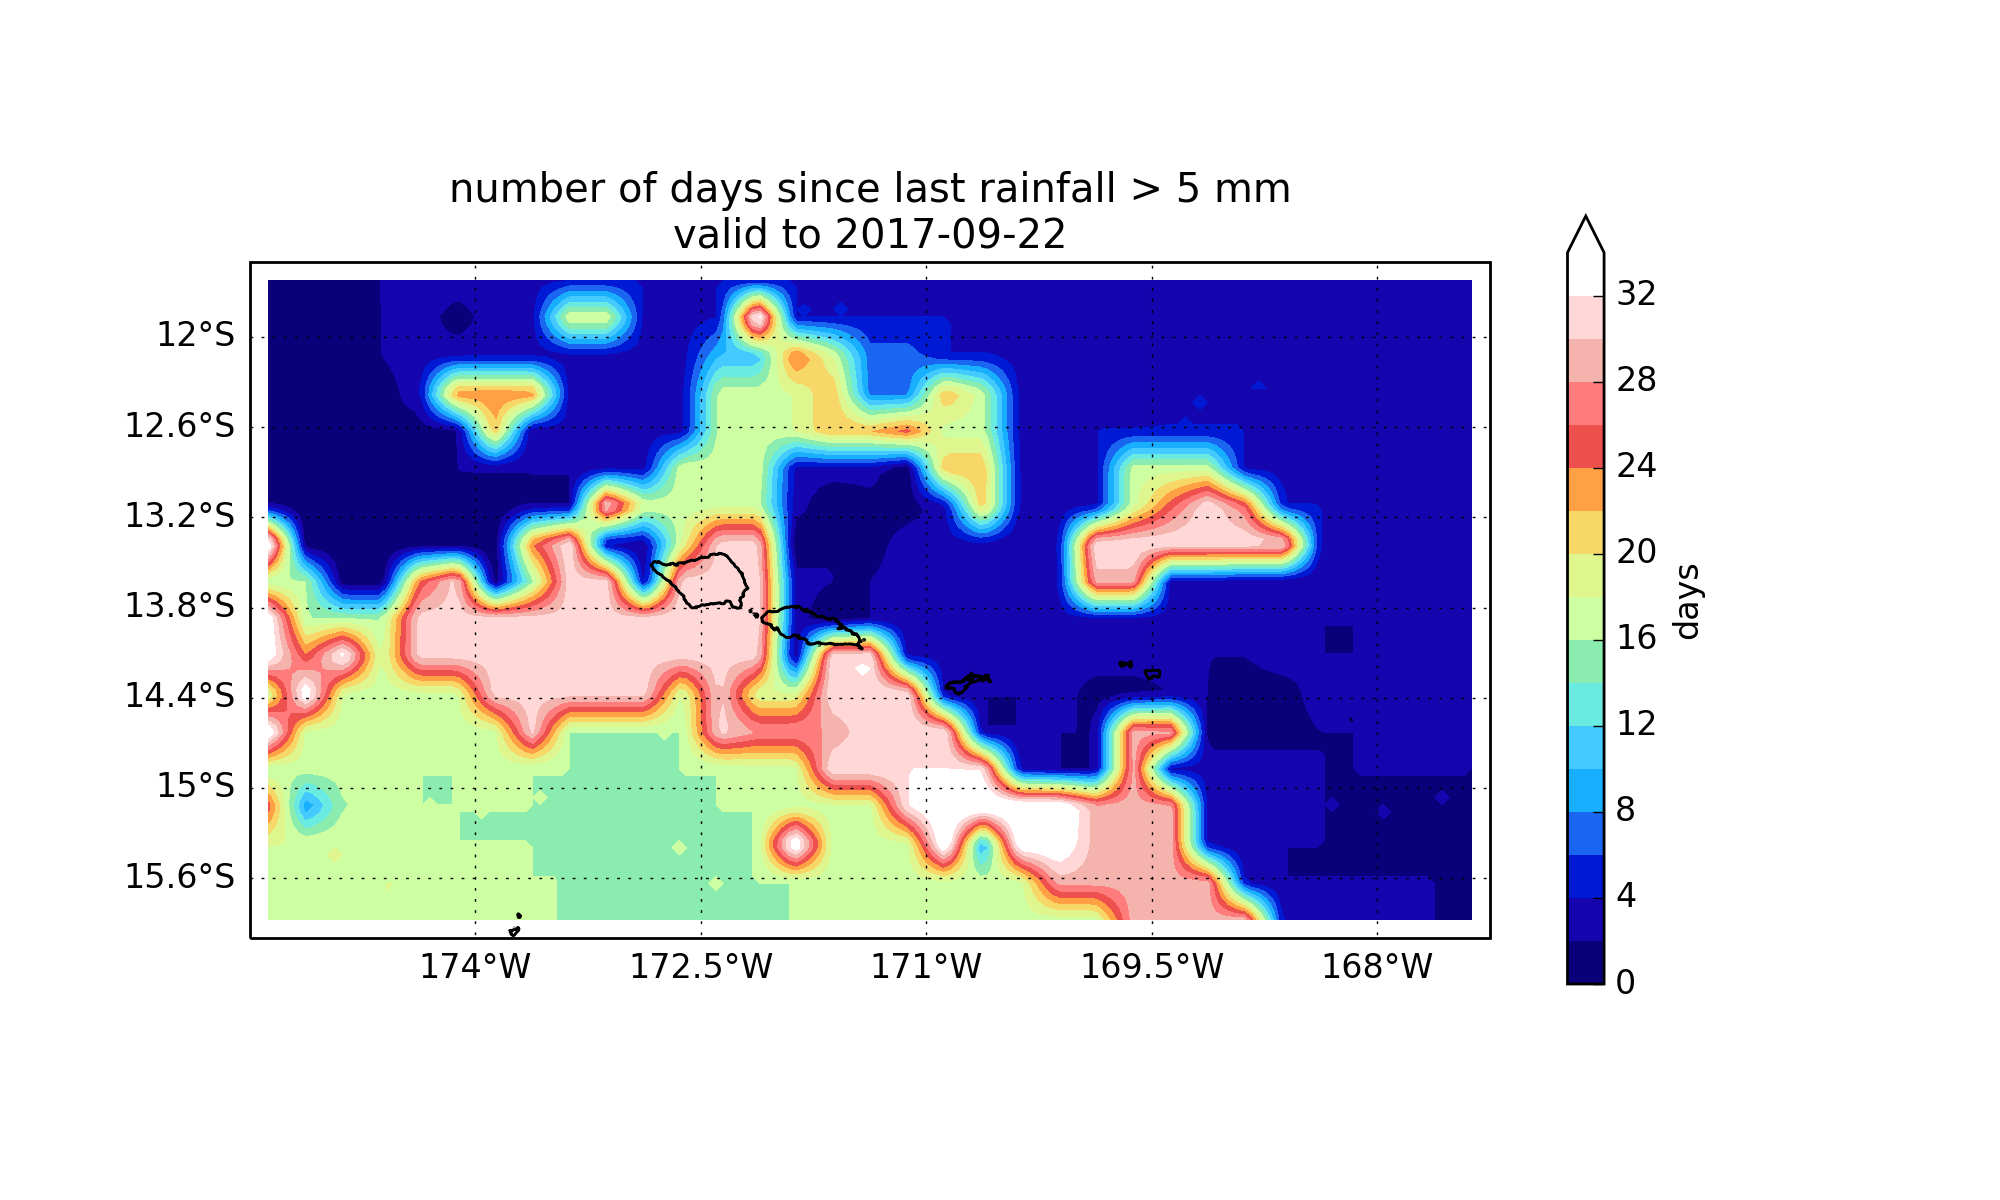 number of days since last rainfall > 5 mm
valid to 2017-09-22
12°S
12.6°S
13.2°S
13.8°S
14.4°S
15°S
15.6°S
174°W
172.5°W
171°W
169.5°W
168°W
32
28
24
20
16
12
8
4
0
days